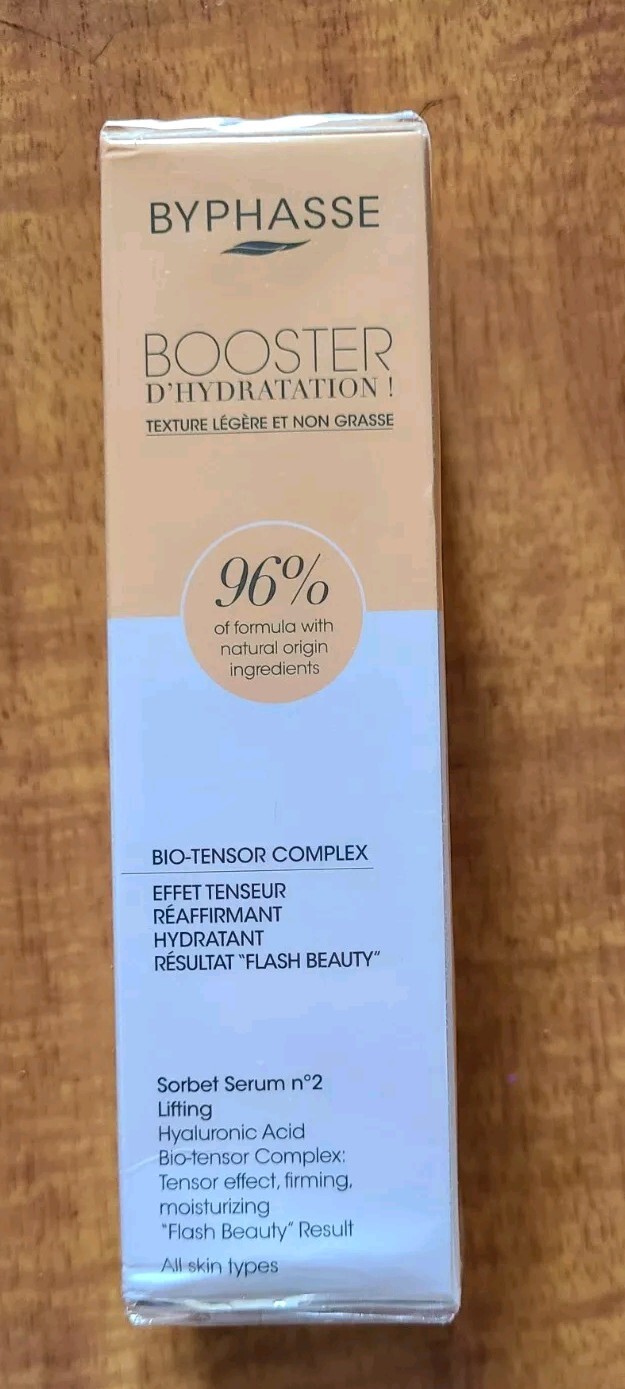 BYPHASSE
BOOSTER
D'HYDRATATION !
TEXTURE LÉGÈRE ET NON GRASSE
96%
of formula with
natural origin
ingredients
BIO-TENSOR COMPLEX
EFFET TENSEUR
RÉAFFIRMANT
HYDRATANT
RÉSULTAT "FLASH BEAUTY"
Sorbet Serum n°2
Lifting
Hyaluronic Acid
Bio-tensor Complex:
Tensor effect, firming,
moisturizing
"Flash Beauty" Result
All skin types